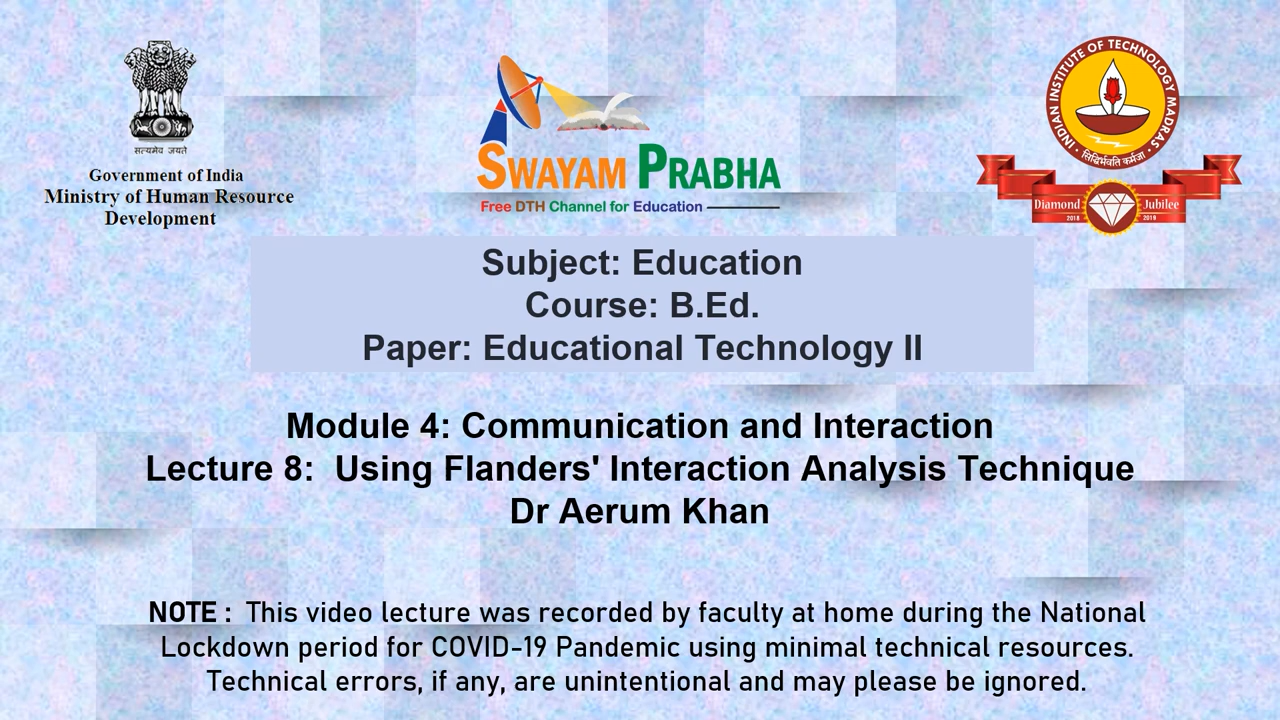 सत्यमेव जयते
Government of India
Ministry of Human Resource
Development
SWAYAM PRABHA
Free DTH Channel for Education
INDIAN INSTITUTE OF TECHNOLOGY MADRAS
सिद्धिर्भवति कर्मजा
Diamond Jubilee
2018 2019
Subject: Education
Course: B.Ed.
Paper: Educational Technology II
Module 4: Communication and Interaction
Lecture 8: Using Flanders' Interaction Analysis Technique
Dr Aerum Khan
NOTE : This video lecture was recorded by faculty at home during the National
Lockdown period for COVID-19 Pandemic using minimal technical resources.
Technical errors, if any, are unintentional and may please be ignored.